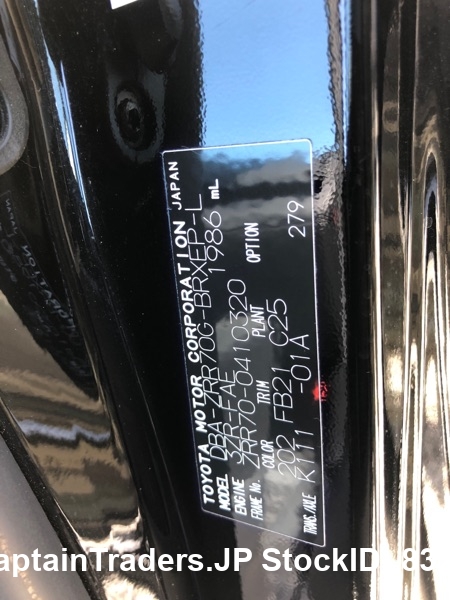 TOYOTA MOTOR CORPORATION JAPAN
MODEL DBA-ZRR70G-BRXEP-L
ENGINE 3ZR-FAE 1986 mL
FRAME No. ZRR70-0410320
COLOR TRIM PLANT OPTION
202 FB21 C25 279
TRANS./AXLE K111 -01A
aptainTraders.JP StockID 83